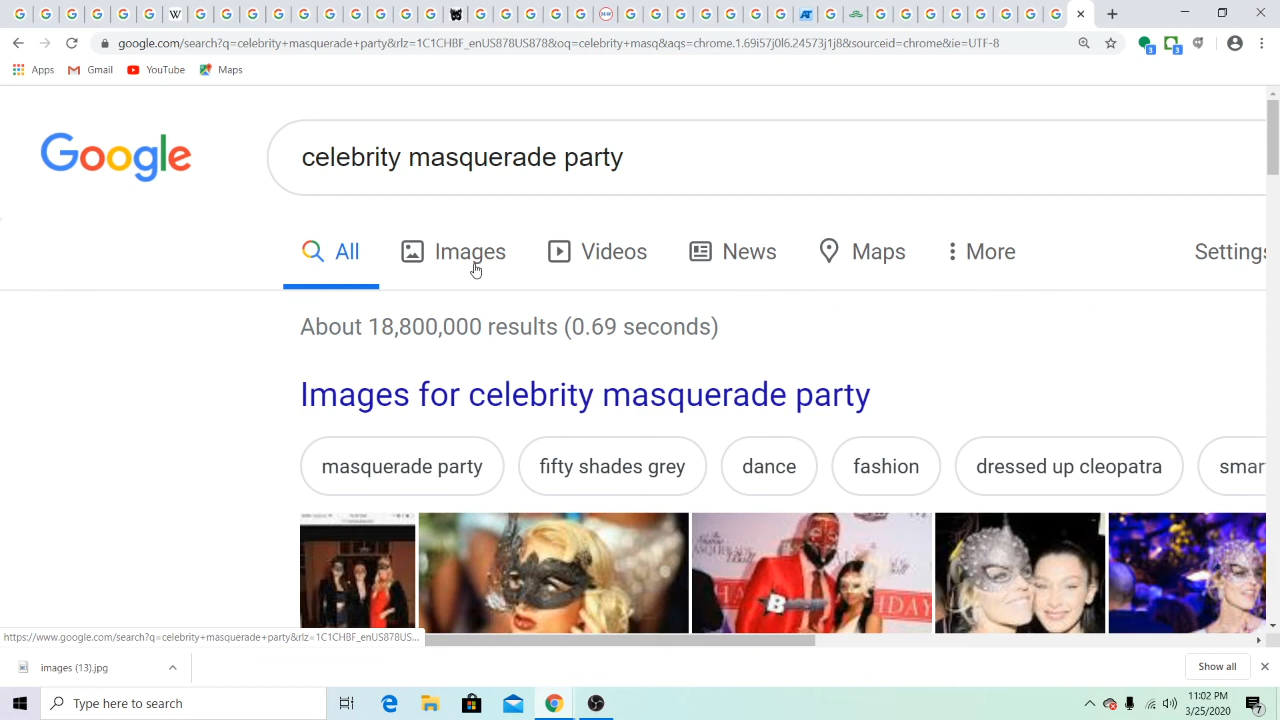 google.com/search?q=celebrity+masquerade+party&rlz=1C1CHBF_enUS878US878&oq=celebrity+masq&aqs=chrome.1.69i57j0l6.24573j1j8&sourceid=chrome&ie=UTF-8
3
3
Apps
Gmail
YouTube
Maps
Google
celebrity masquerade party
All
Images
Videos
News
Maps
More
Settings
About 18,800,000 results (0.69 seconds)
Images for celebrity masquerade party
masquerade party
fifty shades grey
dance
fashion
dressed up cleopatra
smar
https://www.google.com/search?q=celebrity+masquerade+party&rlz=1C1CHBF_enUS878US...
images (13).jpg
Show all
Type here to search
11:02 PM
3/25/2020
7